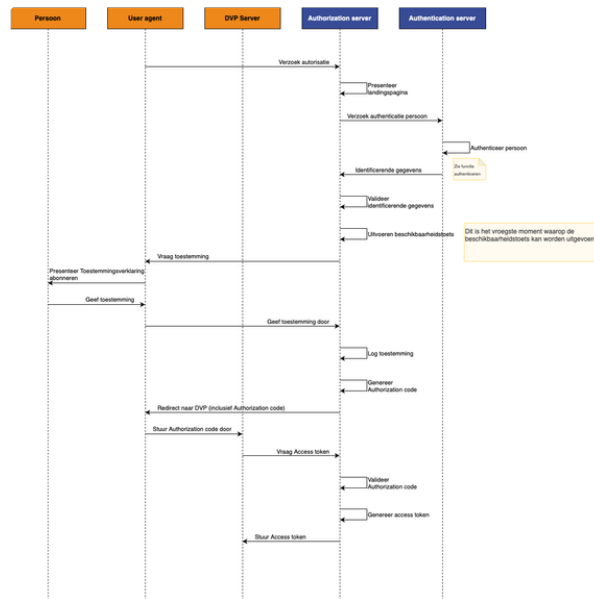 Persoon
User agent
DVP Server
Authorization server
Authentication server
Verzoek autorisatie
Presenteer
landingspagina
Verzoek authenticatie persoon
Authenticeer persoon
Zie functie
authenticeren
Identificerende gegevens
Valideer
identificerende gegevens
Uitvoeren beschikbaarheidstoets
Dit is het vroegste moment waarop de
beschikbaarheidstoets kan worden uitgevoer
Vraag toestemming
Presenteer Toestemmingsverklaring
abonneren
Geef toestemming
Geef toestemming door
Log toestemming
Genereer
Authorization code
Redirect naar DVP (inclusief Authorization code)
Stuur Authorization code door
Vraag Access token
Valideer
Authorization code
Genereer access token
Stuur Access token